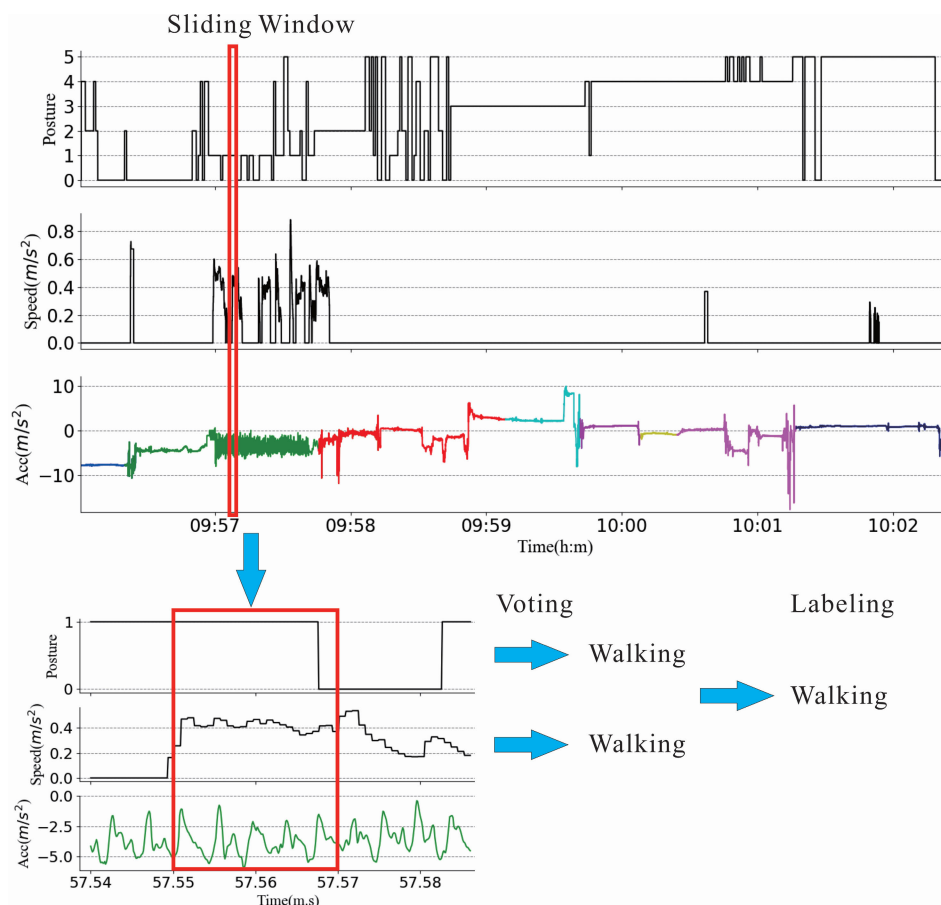 Sliding Window
5
4
3
2
1
0
Posture
0.8
0.6
0.4
0.2
0.0
Speed(m/s²)
10
0
−10
Acc(m/s²)
09:57 09:58 09:59 10:00 10:01 10:02
Time(h:m)
Voting Labeling
1
0
Posture
Walking
Walking
0.4
0.2
0.0
Speed(m/s²)
Walking
0.0
−2.5
−5.0
Acc(m/s²)
57.54 57.55 57.56 57.57 57.58
Time(m,s)